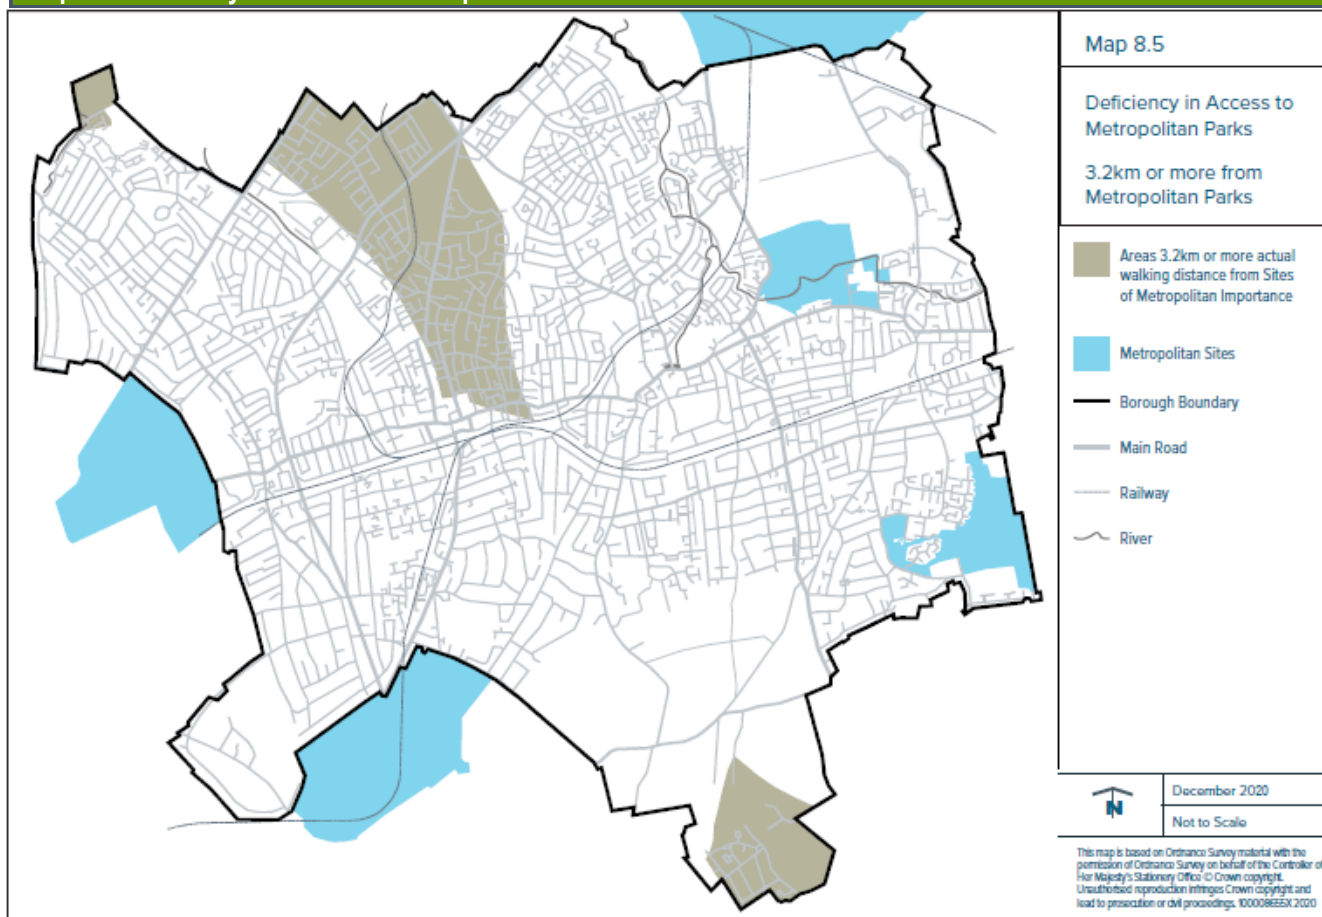 Map 8.5
Deficiency in Access to
Metropolitan Parks
3.2km or more from
Metropolitan Parks
Areas 3.2km or more actual
walking distance from Sites
of Metropolitan Importance
Metropolitan Sites
Borough Boundary
Main Road
Railway
River
N
December 2020
Not to Scale
This map is based on Ordnance Survey material with the
permission of Ordnance Survey on behalf of the Controller of
Her Majesty's Stationery Office © Crown copyright.
Unauthorised reproduction infringes Crown copyright and
lead to prosecution or civil proceedings. 2020